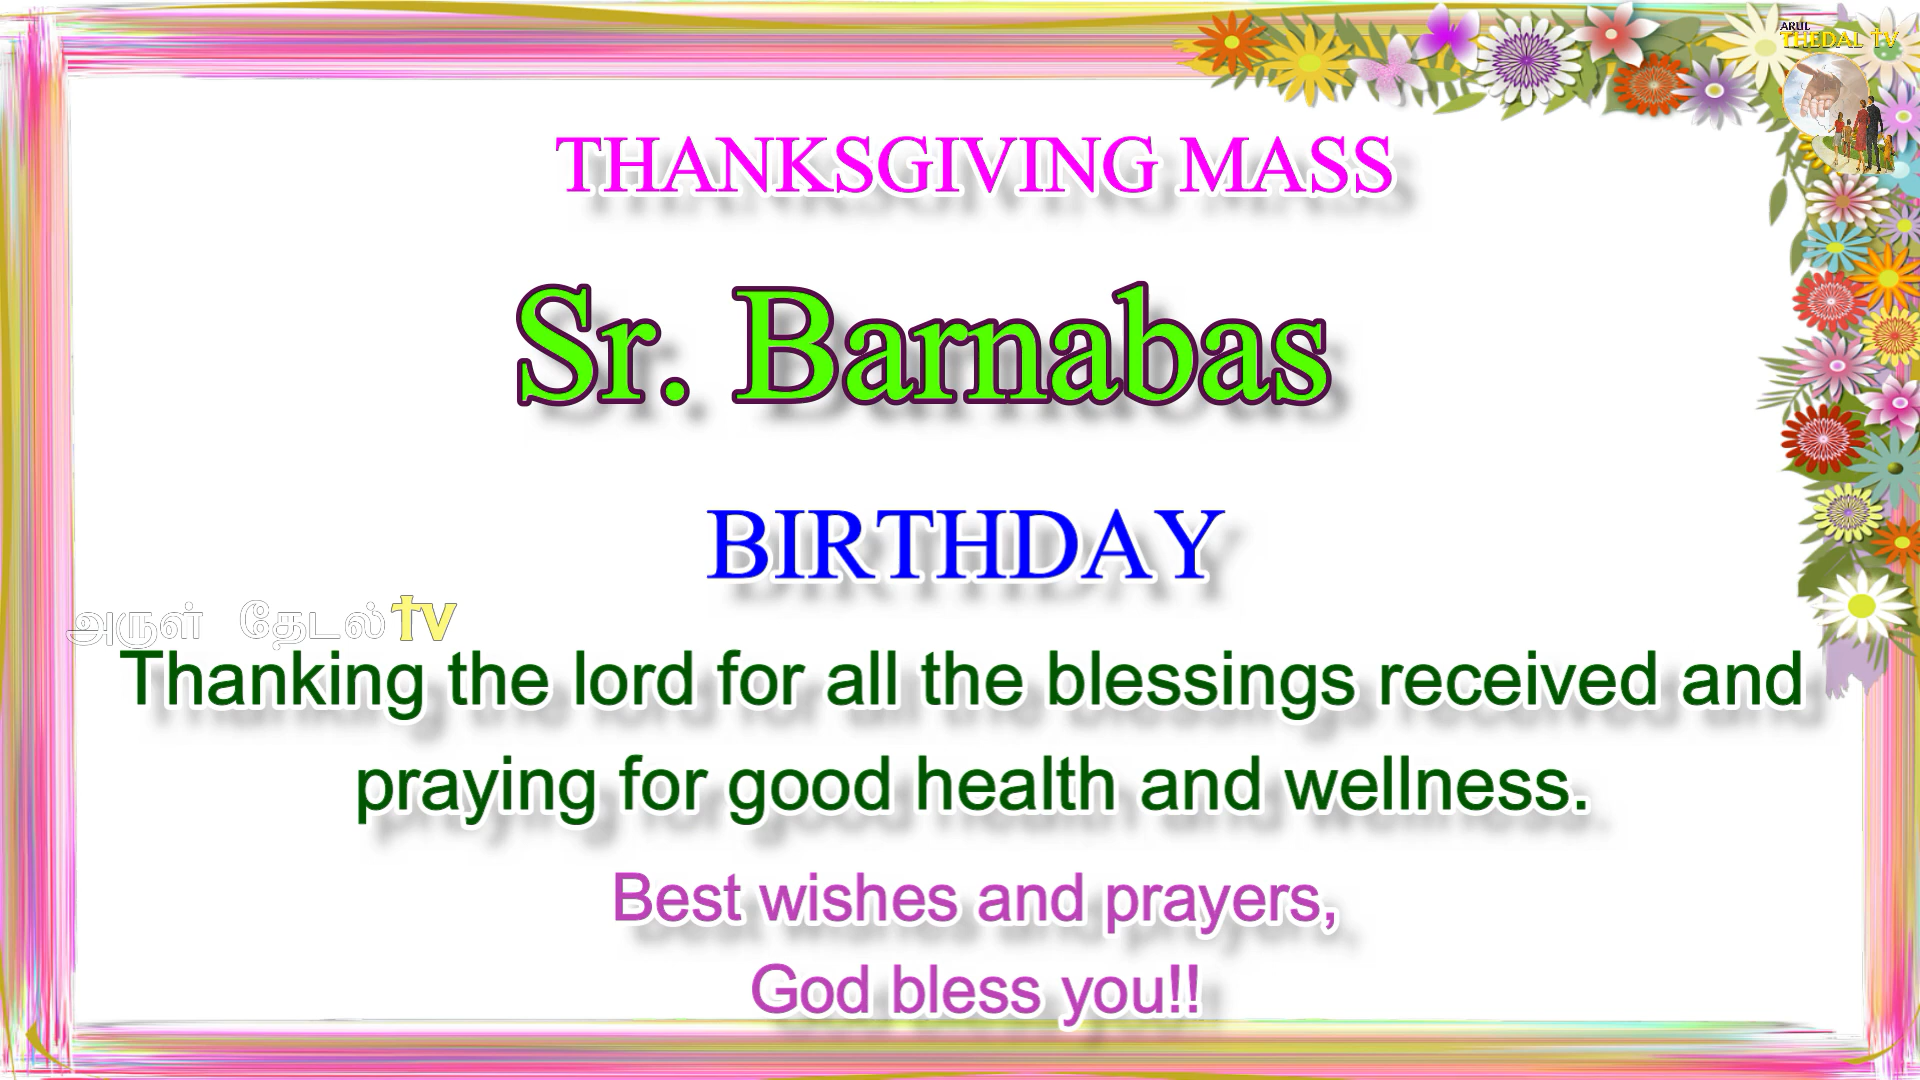 ARUL
THEDAL TV
THANKSGIVING MASS
Sr. Barnabas
BIRTHDAY
அருள் தேடல் tv
Thanking the lord for all the blessings received and
praying for good health and wellness.
Best wishes and prayers,
God bless you!!